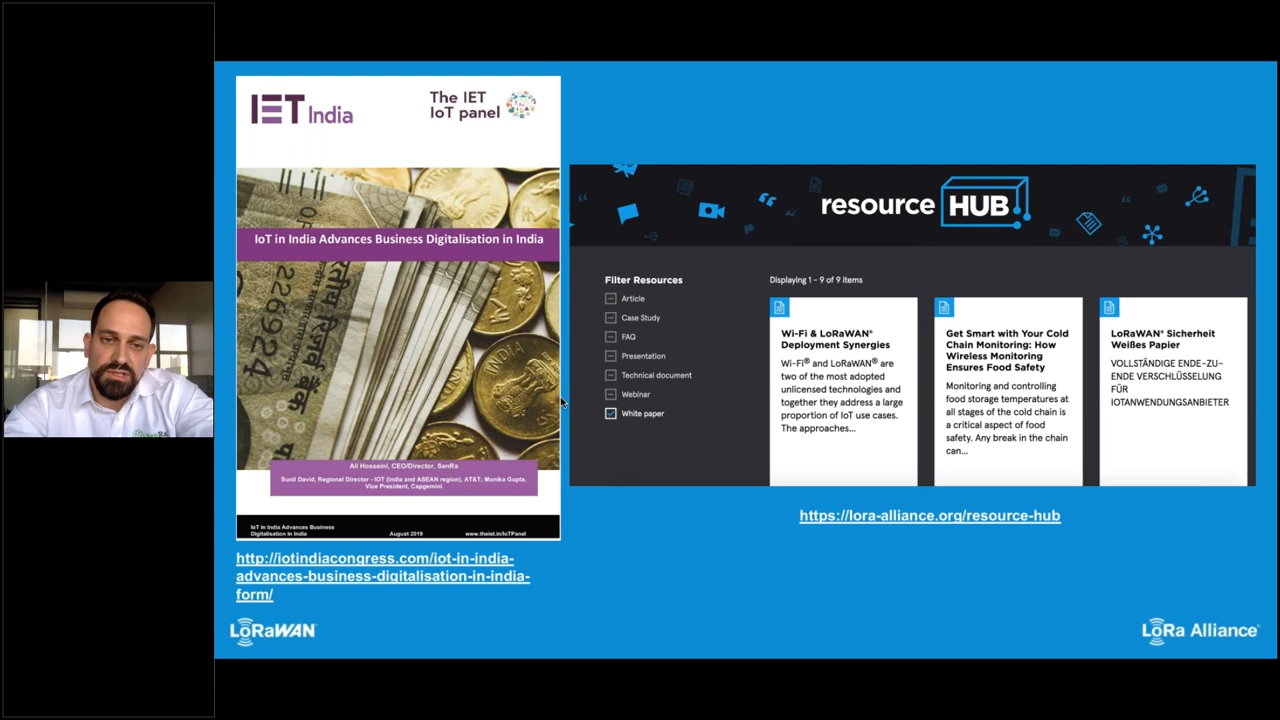 IET India
The IET
IoT panel
IoT in India Advances Business Digitalisation in India
Ali Hosseini, CEO/Director, SenRa
Sunil David, Regional Director - IOT (India and ASEAN region), AT&T; Monika Gupta,
Vice President, Capgemini
IoT in India Advances Business
Digitalisation in India
August 2019
www.theiet.in/IoTPanel
http://iotindiacongress.com/iot-in-india-
advances-business-digitalisation-in-india-
form/
resource HUB
Filter Resources
Article
Case Study
FAQ
Presentation
Technical document
Webinar
White paper
Displaying 1 – 9 of 9 items
Wi-Fi & LoRaWAN®
Deployment Synergies
Wi-Fi® and LoRaWAN® are
two of the most adopted
unlicensed technologies and
together they address a large
proportion of IoT use cases.
The approaches...
Get Smart with Your Cold
Chain Monitoring: How
Wireless Monitoring
Ensures Food Safety
Monitoring and controlling
food storage temperatures at
all stages of the cold chain is
a critical aspect of food
safety. Any break in the chain
can...
LoRaWAN® Sicherheit
Weißes Papier
VOLLSTÄNDIGE ENDE–ZU–
ENDE VERSCHLÜSSELUNG
FÜR
IOTANWENDUNGSANBIETER
https://lora-alliance.org/resource-hub
LoRaWAN™
LoRa Alliance™